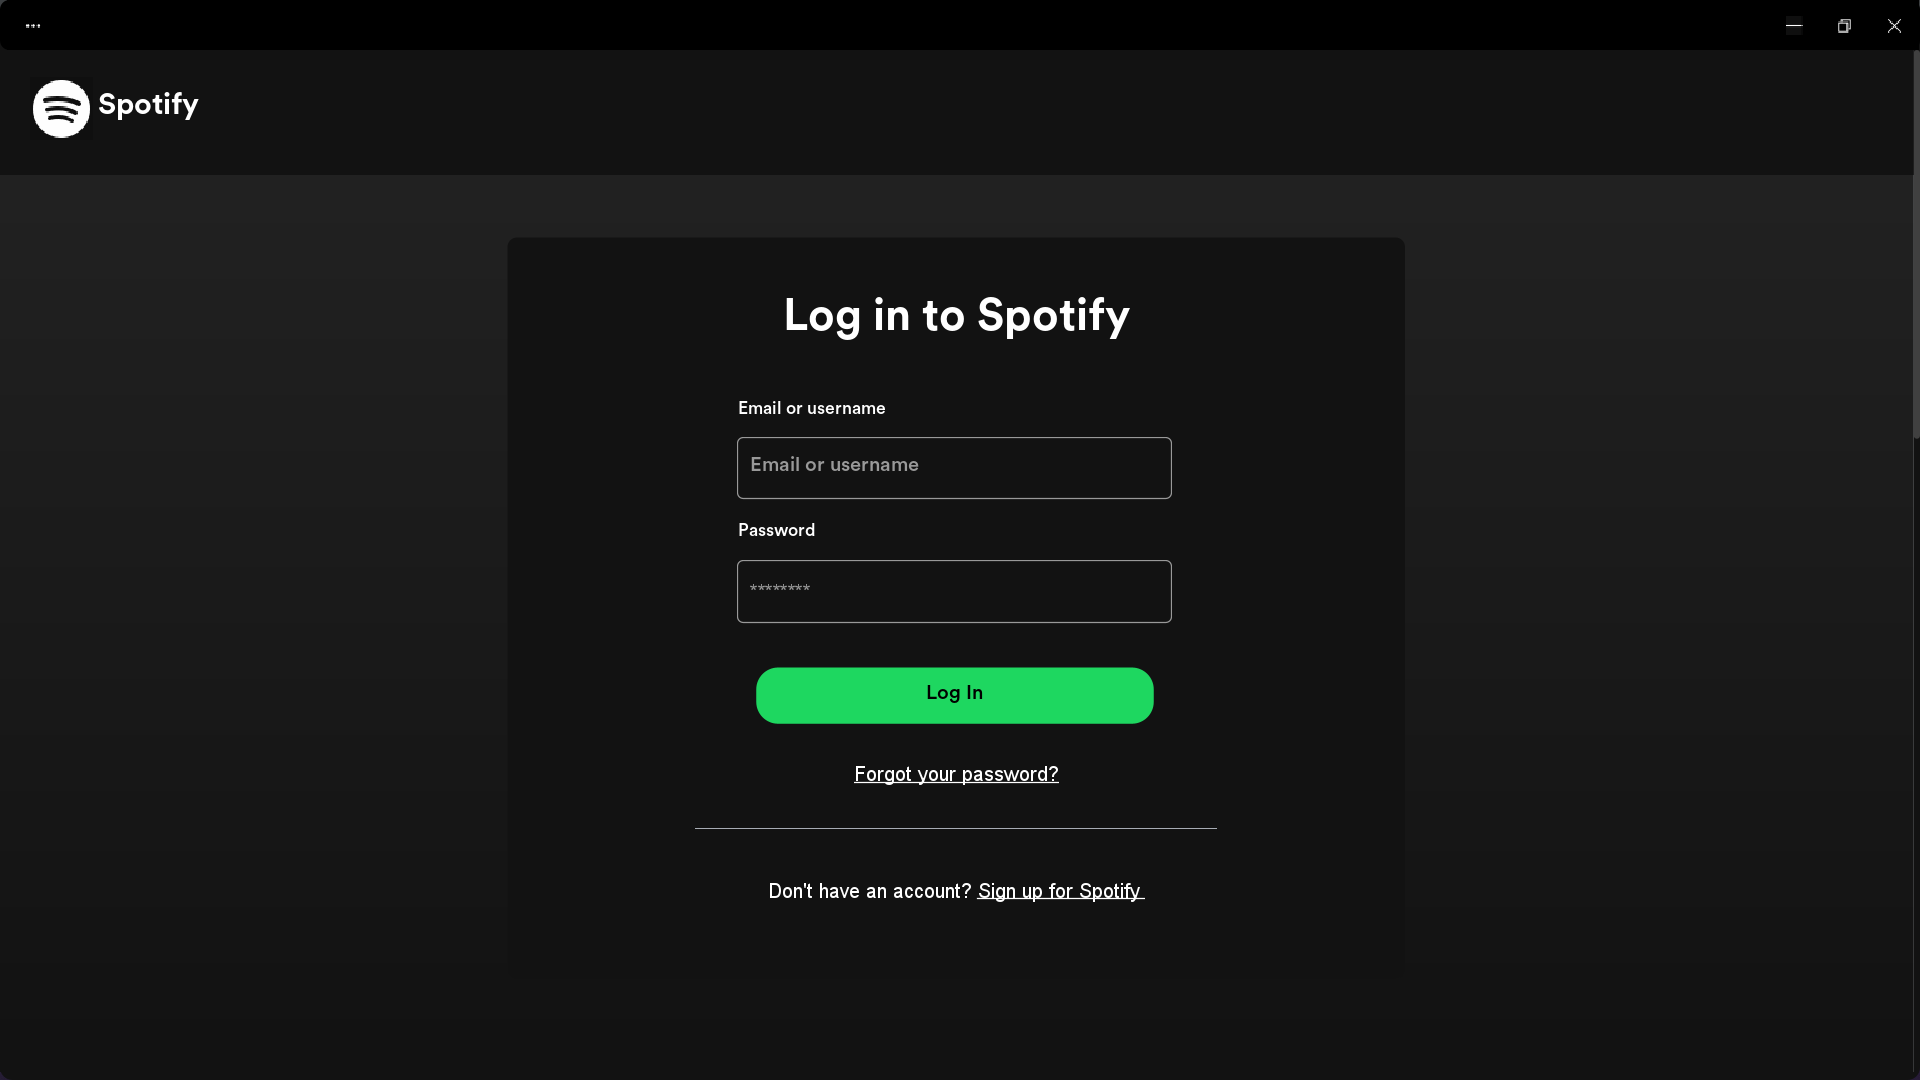 Spotify
Log in to Spotify
Email or username
Email or username
Password
********
Log In
Forgot your password?
Don't have an account? Sign up for Spotify